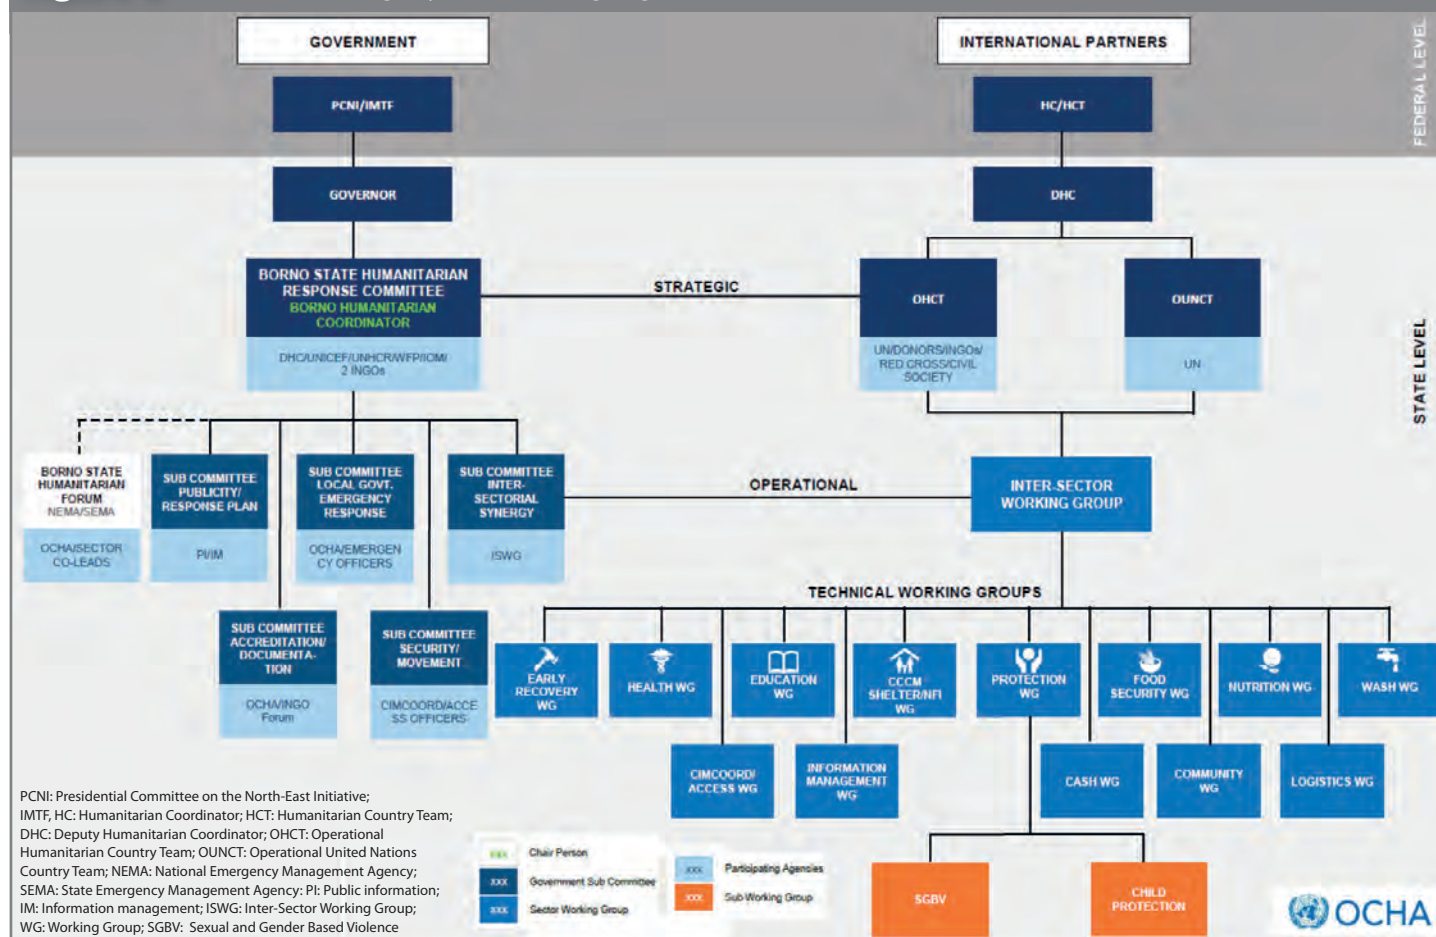 GOVERNMENT
INTERNATIONAL PARTNERS
FEDERAL LEVEL
PCNI/IMTF
HC/HCT
GOVERNOR
DHC
STATE LEVEL
BORNO STATE HUMANITARIAN
RESPONSE COMMITTEE
BORNO HUMANITARIAN
COORDINATOR
DHC/UNICEF/UNHCR/WFP/IOM/
2 INGOs
STRATEGIC
OHCT
UN/DONORS/INGOs/
RED CROSS/CIVIL
SOCIETY
OUNCT
UN
BORNO STATE
HUMANITARIAN
FORUM
NEMA/SEMA
OCHA/SECTOR
CO-LEADS
SUB COMMITTEE
PUBLICITY/
RESPONSE PLAN
PI/IM
SUB COMMITTEE
LOCAL GOVT.
EMERGENCY
RESPONSE
OCHA/EMERGEN
CY OFFICERS
SUB COMMITTEE
INTER-
SECTORIAL
SYNERGY
ISWG
OPERATIONAL
INTER-SECTOR
WORKING GROUP
SUB COMMITTEE
ACCREDITATION/
DOCUMENTA-
TION
OCHA/INGO
Forum
SUB COMMITTEE
SECURITY/
MOVEMENT
CIMCOORD/ACCE
SS OFFICERS
TECHNICAL WORKING GROUPS
EARLY
RECOVERY
WG
HEALTH WG
EDUCATION
WG
CCCM
SHELTER/NFI
WG
PROTECTION
WG
FOOD
SECURITY WG
NUTRITION WG
WASH WG
CIMCOORD/
ACCESS WG
INFORMATION
MANAGEMENT
WG
CASH WG
COMMUNITY
WG
LOGISTICS WG
SGBV
CHILD
PROTECTION
PCNI: Presidential Committee on the North-East Initiative;
IMTF, HC: Humanitarian Coordinator; HCT: Humanitarian Country Team;
DHC: Deputy Humanitarian Coordinator; OHCT: Operational
Humanitarian Country Team; OUNCT: Operational United Nations
Country Team; NEMA: National Emergency Management Agency;
SEMA: State Emergency Management Agency: PI: Public information;
IM: Information management; ISWG: Inter-Sector Working Group;
WG: Working Group; SGBV: Sexual and Gender Based Violence
xxx Chair Person
xxx Government Sub Committee
xxx Sector Working Group
xxx Participating Agencies
xxx Sub Working Group
OCHA